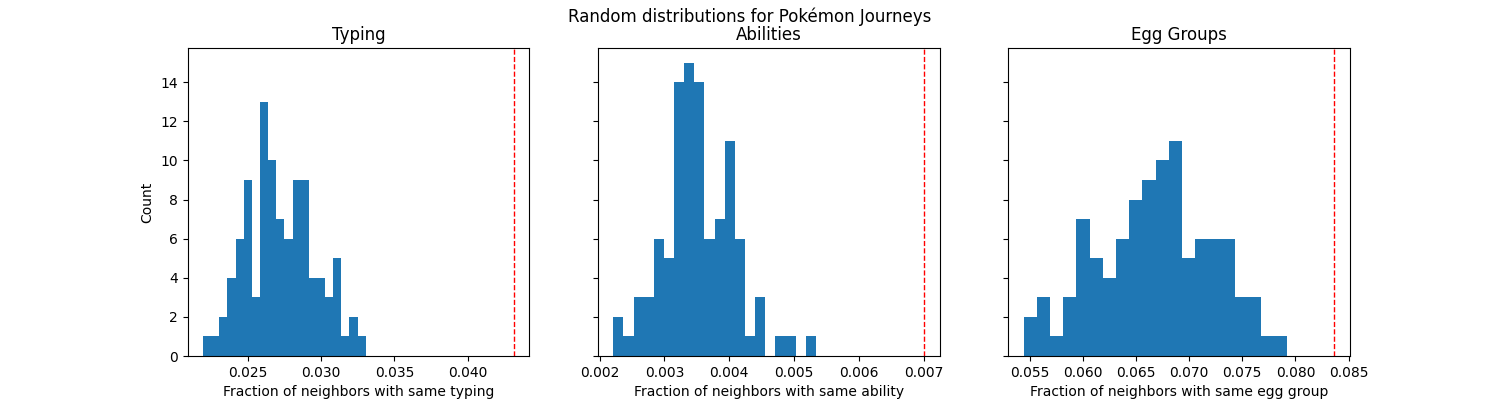 Random distributions for Pokémon Journeys
Typing
Abilities
Egg Groups
Count
14
12
10
8
6
4
2
0
0.025 0.030 0.035 0.040
0.002 0.003 0.004 0.005 0.006 0.007
0.055 0.060 0.065 0.070 0.075 0.080 0.085
Fraction of neighbors with same typing
Fraction of neighbors with same ability
Fraction of neighbors with same egg group